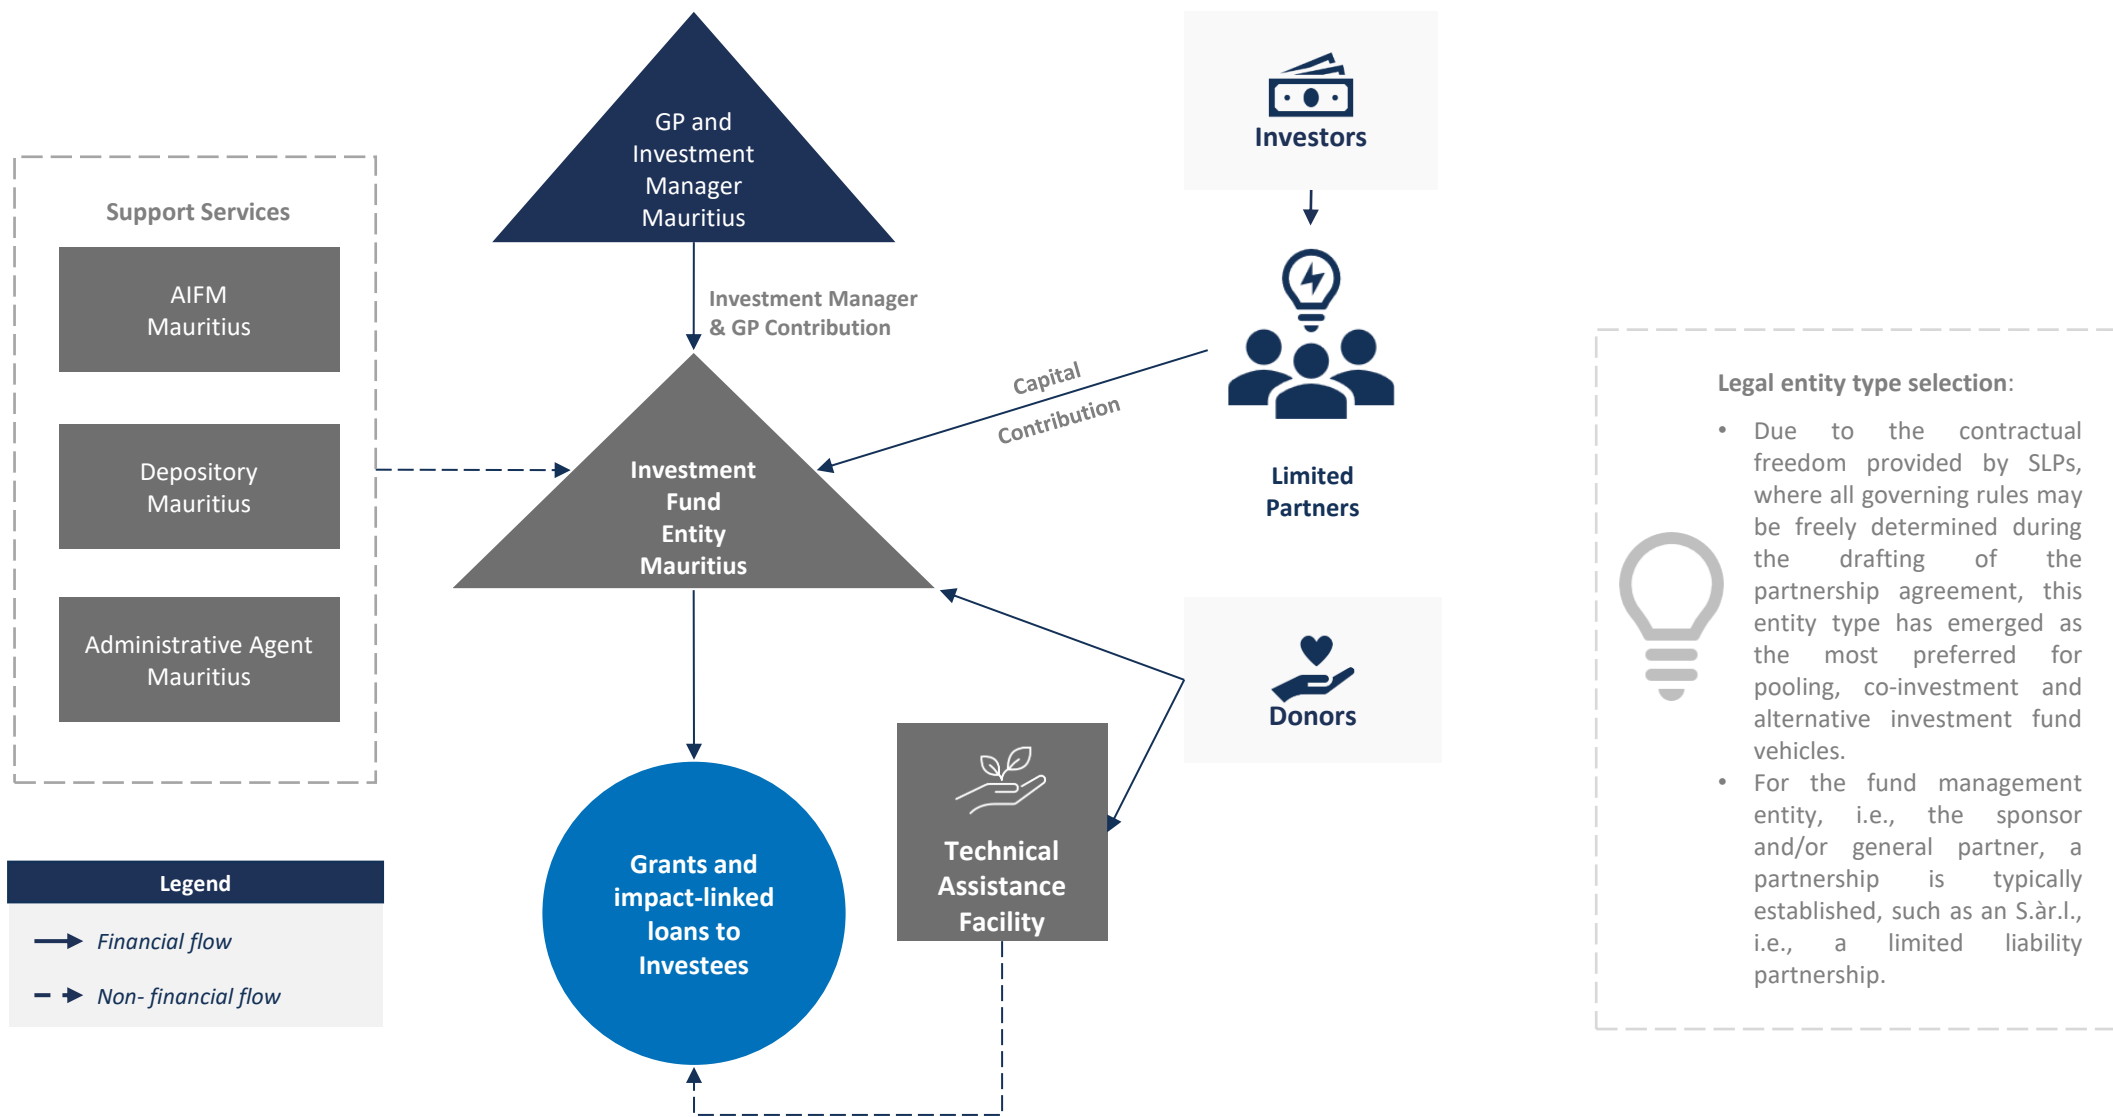 GP and
Investment
Manager
Mauritius
Investors
Support Services
AIFM
Mauritius
Depository
Mauritius
Administrative Agent
Mauritius
Investment Manager
& GP Contribution
Capital
Contribution
Limited
Partners
Investment
Fund
Entity
Mauritius
Donors
Grants and
impact-linked
loans to
Investees
Technical
Assistance
Facility
Legend
Financial flow
Non- financial flow
Legal entity type selection:
• Due to the contractual
freedom provided by SLPs,
where all governing rules may
be freely determined during
the drafting of the
partnership agreement, this
entity type has emerged as
the most preferred for
pooling, co-investment and
alternative investment fund
vehicles.
• For the fund management
entity, i.e., the sponsor
and/or general partner, a
partnership is typically
established, such as an S.àr.l.,
i.e., a limited liability
partnership.